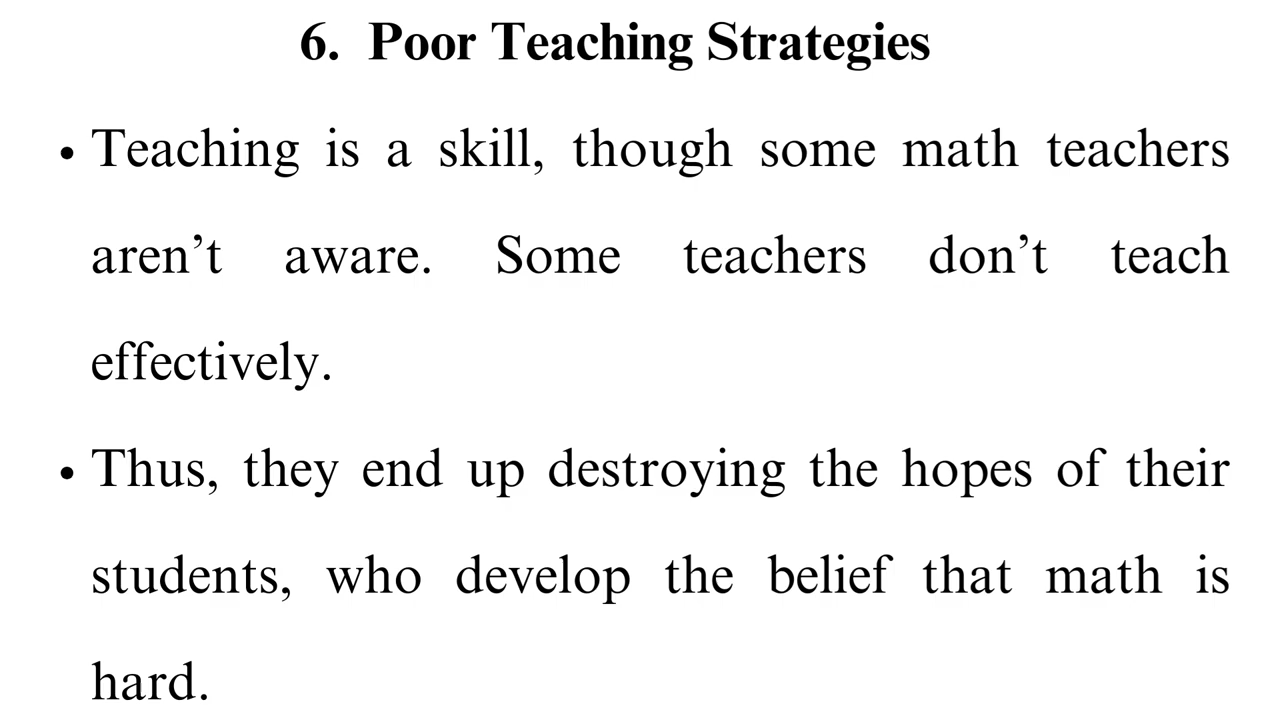 6. Poor Teaching Strategies
• Teaching is a skill, though some math teachers
aren’t aware. Some teachers don’t teach
effectively.
• Thus, they end up destroying the hopes of their
students, who develop the belief that math is
hard.